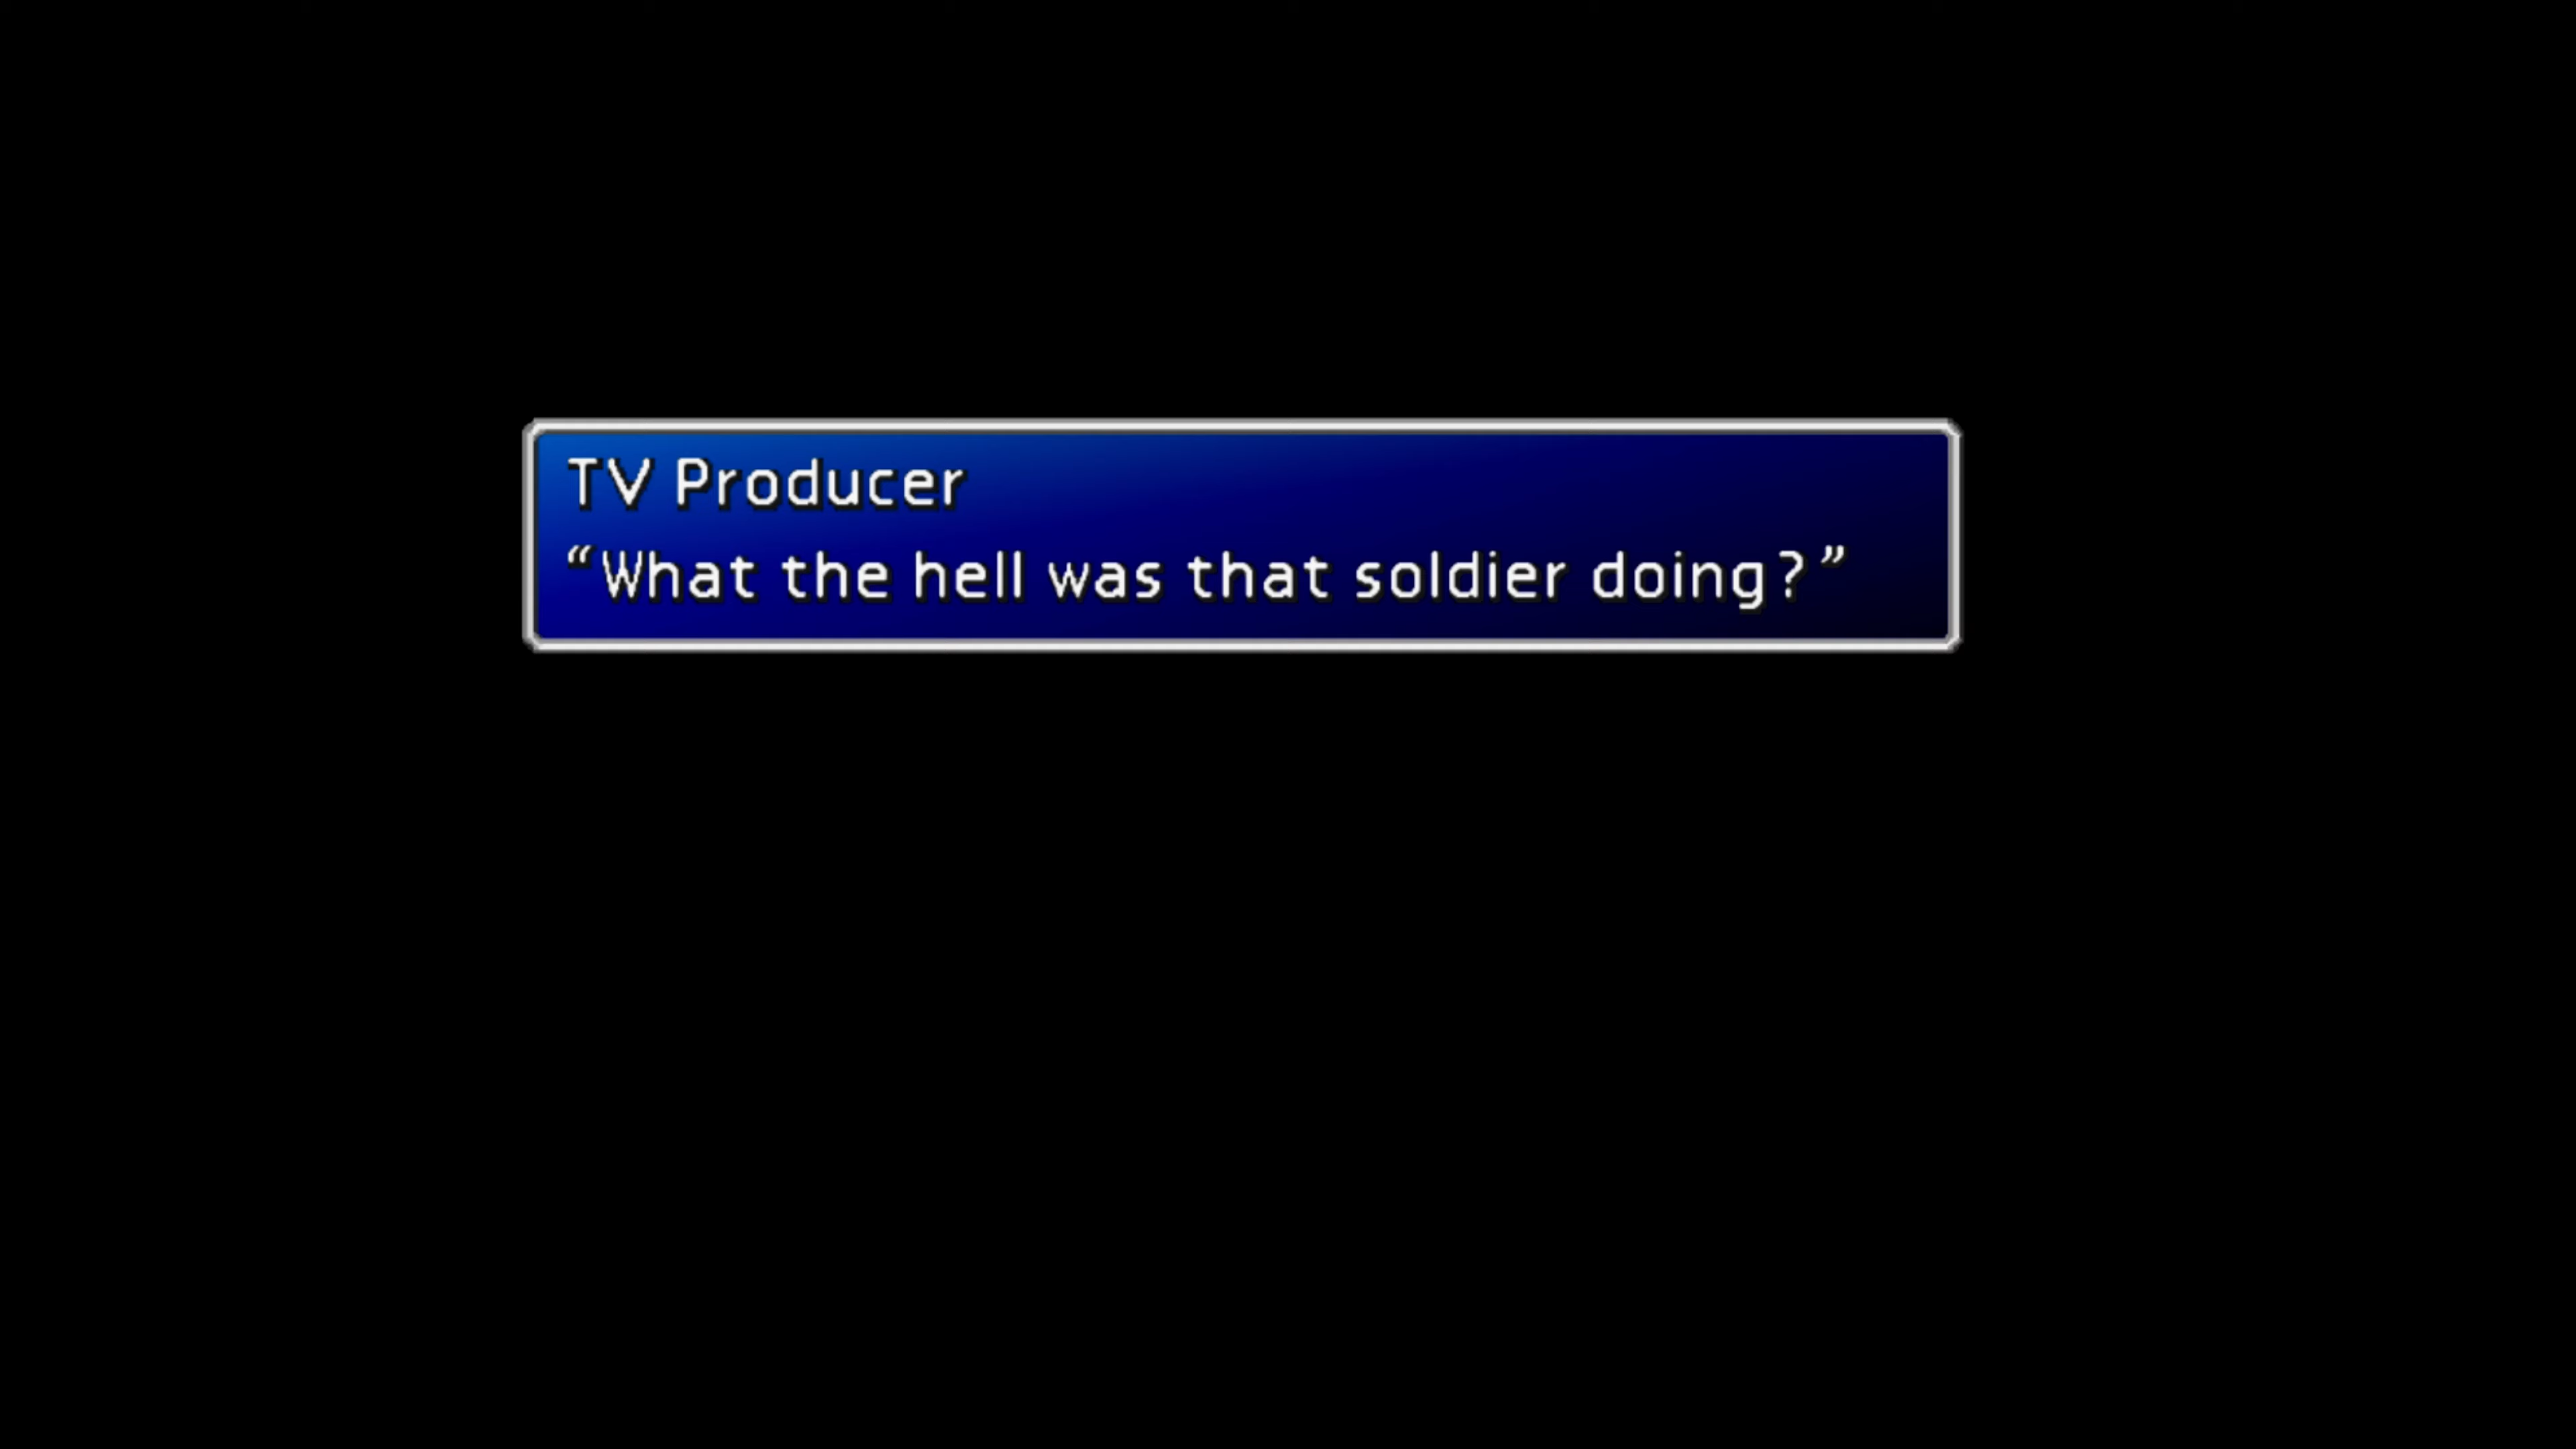 TV Producer
“What the hell was that soldier doing?”